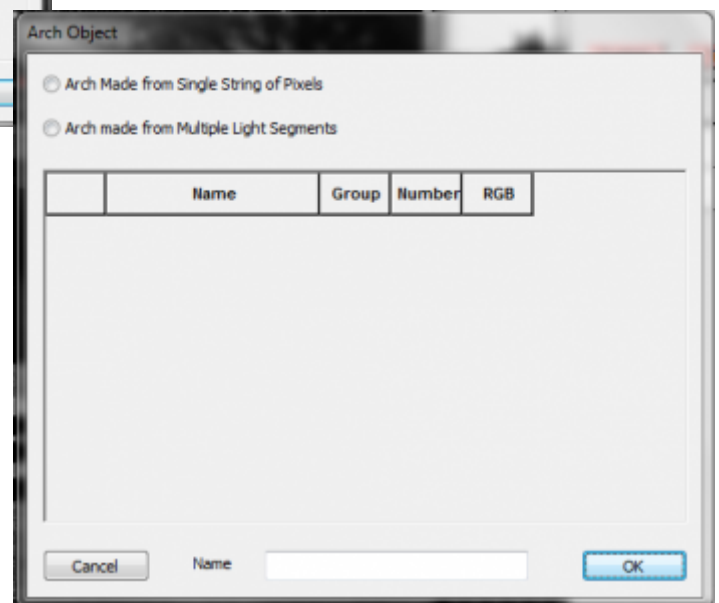 Arch Object
Arch Made from Single String of Pixels
Arch made from Multiple Light Segments
Name Group Number RGB
Cancel Name OK